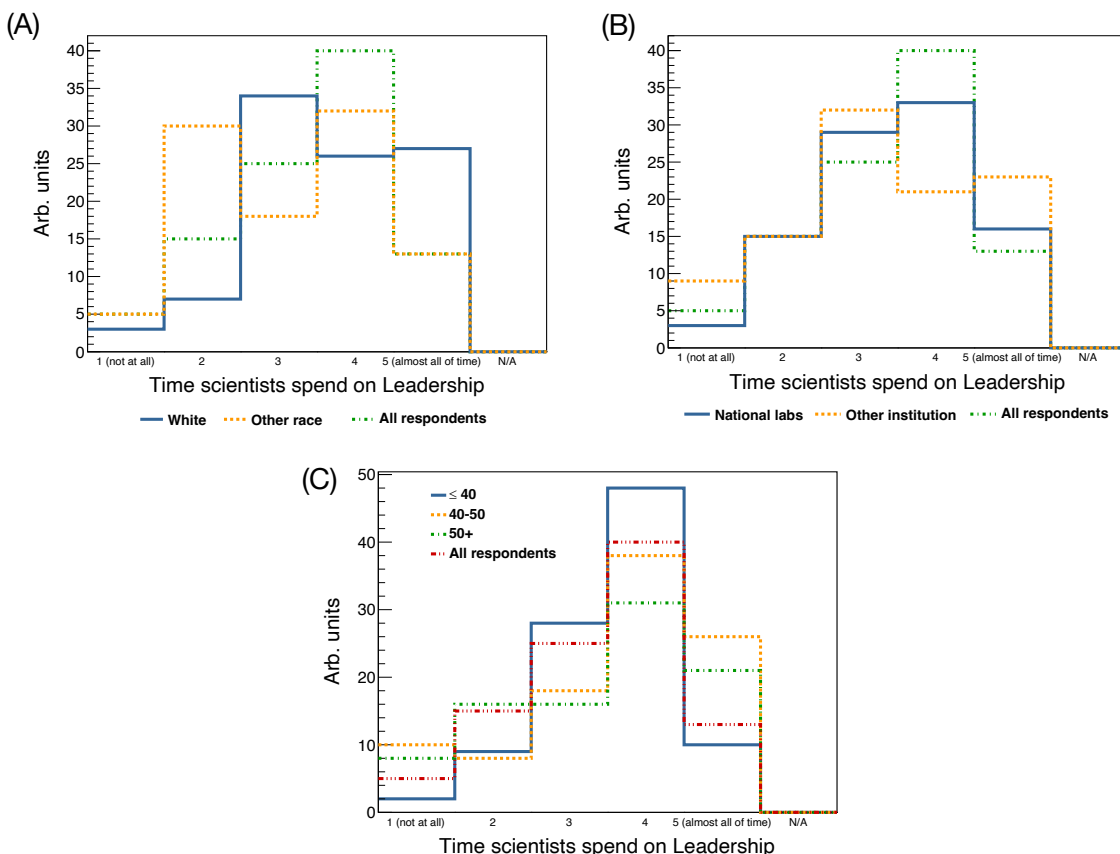 (A)
40
35
30
25
20
15
10
5
0
Arb. units
1 (not at all) 2 3 4 5 (almost all of time) N/A
Time scientists spend on Leadership
White Other race All respondents
(B)
40
35
30
25
20
15
10
5
0
Arb. units
1 (not at all) 2 3 4 5 (almost all of time) N/A
Time scientists spend on Leadership
National labs Other institution All respondents
(C)
50
40
30
20
10
0
Arb. units
≤ 40
40-50
50+
All respondents
1 (not at all) 2 3 4 5 (almost all of time) N/A
Time scientists spend on Leadership